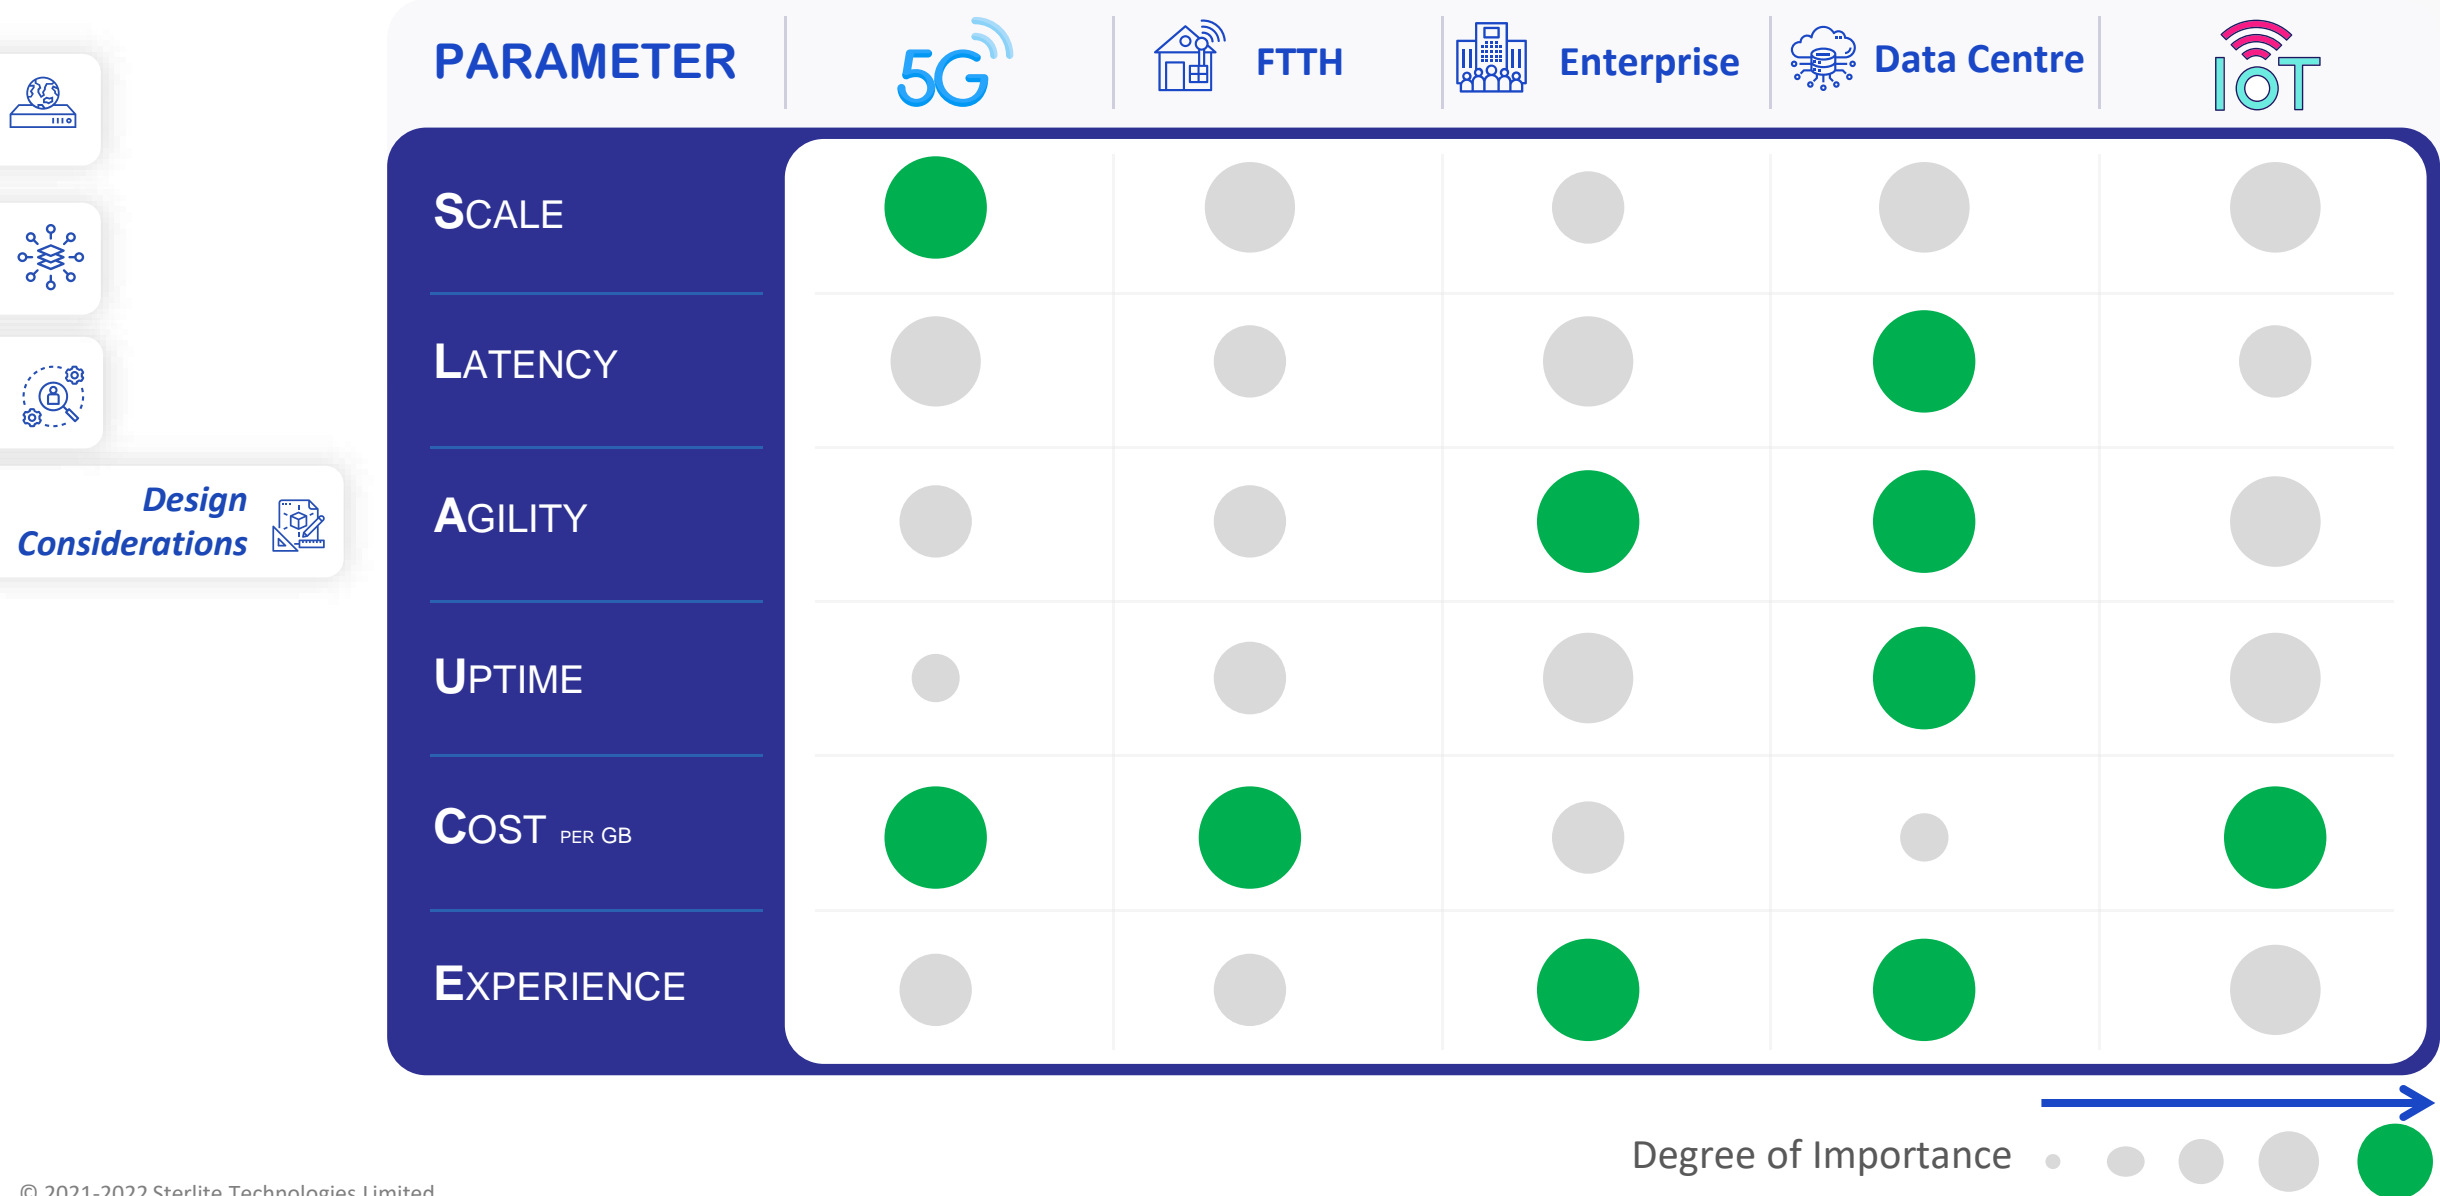 PARAMETER
5G
FTTH
Enterprise
Data Centre
IoT
SCALE
LATENCY
AGILITY
UPTIME
COST PER GB
EXPERIENCE
Design
Considerations
Degree of Importance
© 2021-2022 Sterlite Technologies Limited